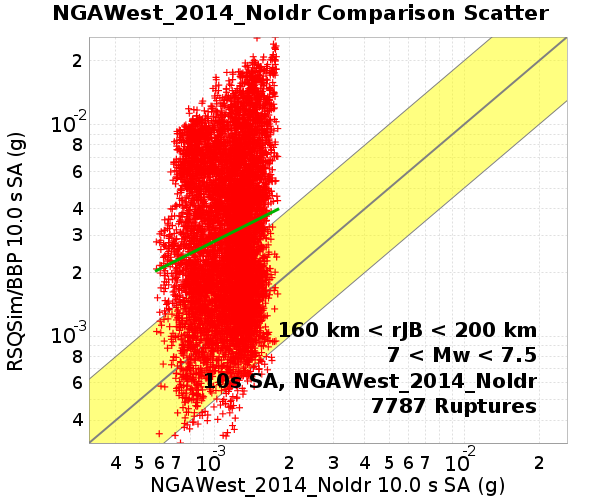 NGAWest_2014_NoIdr Comparison Scatter
RSQSim/BBP 10.0 s SA (g)
2
10-2
8
6
4
3
2
10-3
8
6
4
160 km < rJB < 200 km
7 < Mw < 7.5
10s SA, NGAWest_2014_NoIdr
7787 Ruptures
4 5 6 7 10-3 2 3 4 5 6 7 10-2 2
NGAWest_2014_NoIdr 10.0 s SA (g)